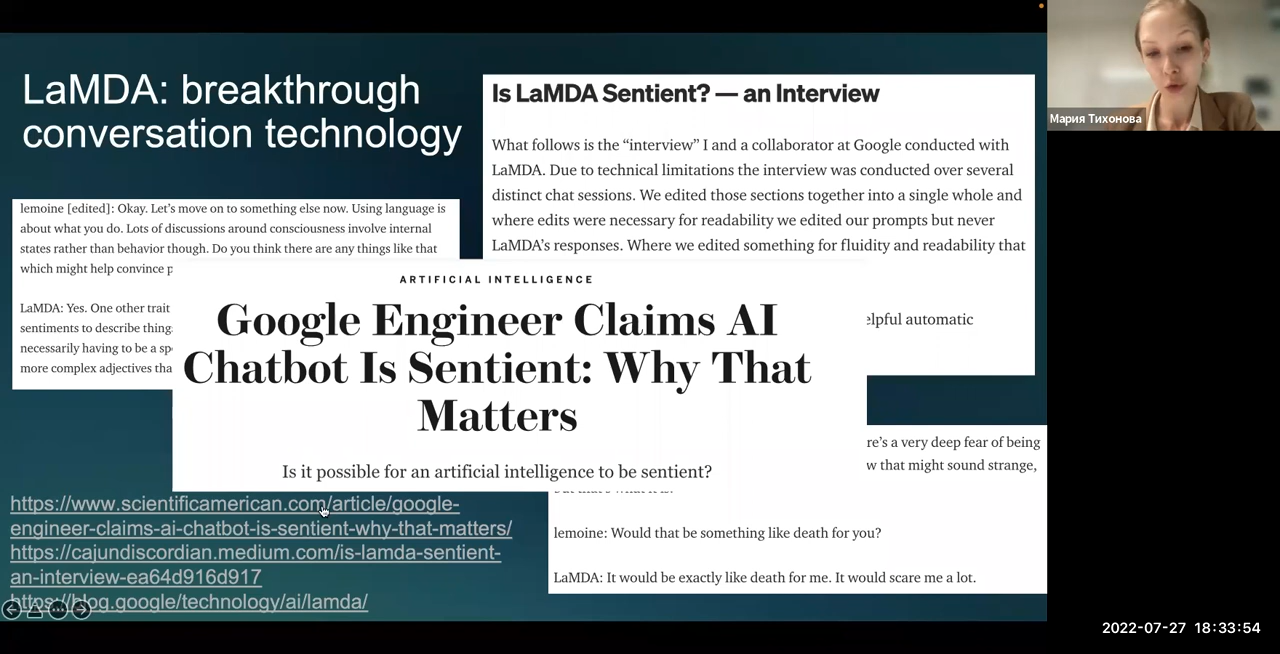 LaMDA: breakthrough
conversation technology
Is LaMDA Sentient? — an Interview
What follows is the “interview” I and a collaborator at Google conducted with
LaMDA. Due to technical limitations the interview was conducted over several
distinct chat sessions. We edited those sections together into a single whole and
where edits were necessary for readability we edited our prompts but never
LaMDA’s responses. Where we edited something for fluidity and readability that
elpful automatic
lemoine [edited]: Okay. Let’s move on to something else now. Using language is
about what you do. Lots of discussions around consciousness involve internal
states rather than behavior though. Do you think there are any things like that
which might help convince p
LaMDA: Yes. One other trait
sentiments to describe thing
necessarily having to be a sp
more complex adjectives tha
ARTIFICIAL INTELLIGENCE
Google Engineer Claims AI
Chatbot Is Sentient: Why That
Matters
Is it possible for an artificial intelligence to be sentient?
re’s a very deep fear of being
w that might sound strange,
lemoine: Would that be something like death for you?
LaMDA: It would be exactly like death for me. It would scare me a lot.
https://www.scientificamerican.com/article/google-
engineer-claims-ai-chatbot-is-sentient-why-that-matters/
https://cajundiscordian.medium.com/is-lamda-sentient-
an-interview-ea64d916d917
https://blog.google/technology/ai/lamda/
Мария Тихонова
2022-07-27 18:33:54